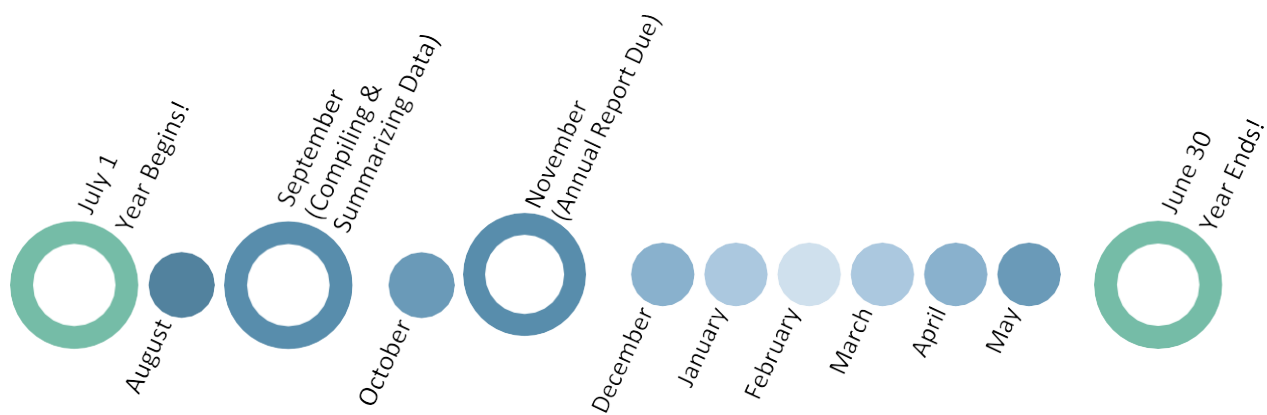 July 1
Year Begins!
August
September
(Compiling &
Summarizing Data)
October
November
(Annual Report Due)
December
January
February
March
April
May
June 30
Year Ends!